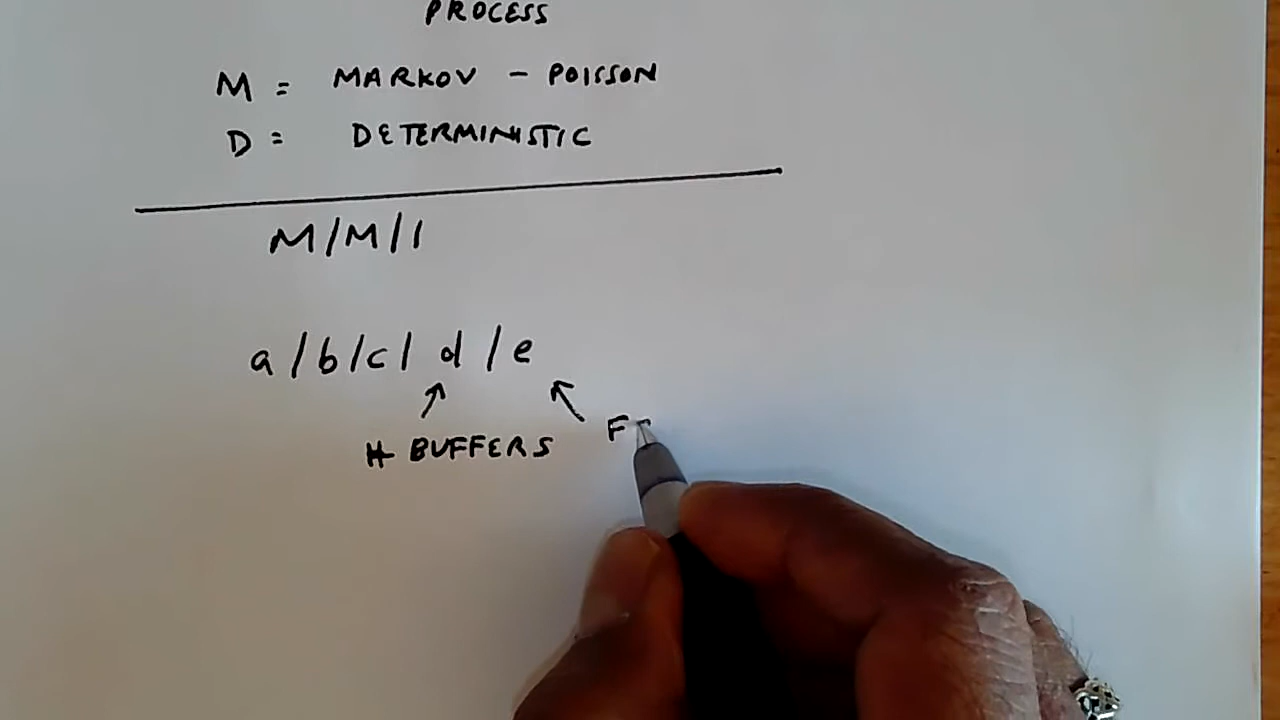 PROCESS
M = MARKOV - POISSON
D = DETERMINISTIC
M/M/1
a/b/c/ d / e
# BUFFERS